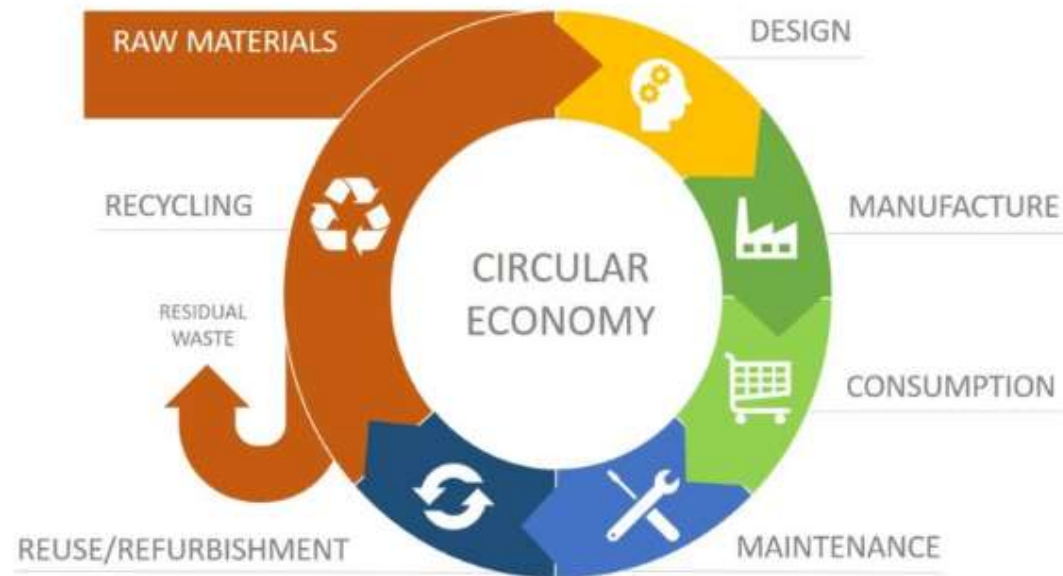 RAW MATERIALS
DESIGN
RECYCLING
MANUFACTURE
CIRCULAR
ECONOMY
RESIDUAL
WASTE
CONSUMPTION
REUSE/REFURBISHMENT
MAINTENANCE